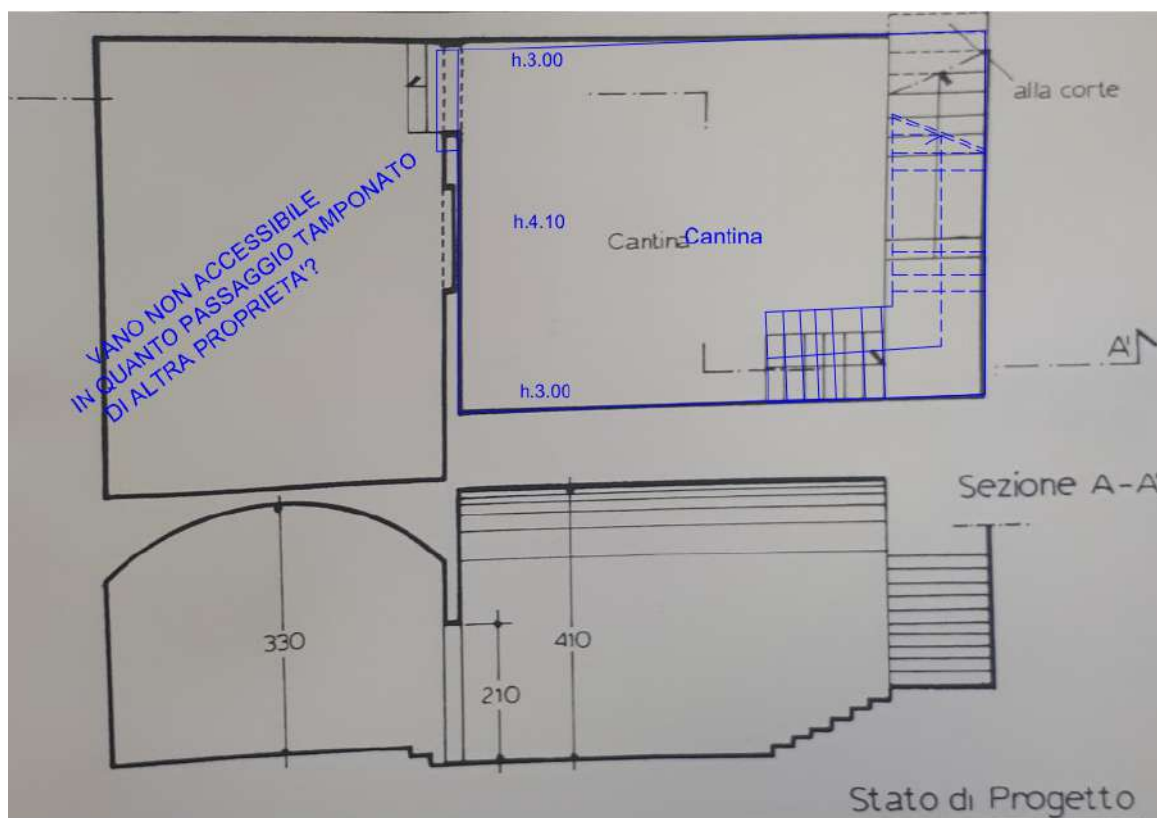 h.3.00
alla corte
VANO NON ACCESSIBILE
IN QUANTO PASSAGGIO TAMPONATO
DI ALTRA PROPRIETA'?
h.4.10
Cantina
Cantina
A'
h.3.00
Sezione A-A'
330
410
210
Stato di Progetto